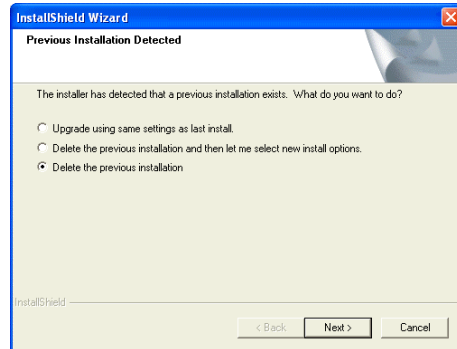 InstallShield Wizard
Previous Installation Detected
The installer has detected that a previous installation exists. What do you want to do?
Upgrade using same settings as last install.
Delete the previous installation and then let me select new install options.
Delete the previous installation
InstallShield
< Back
Next >
Cancel